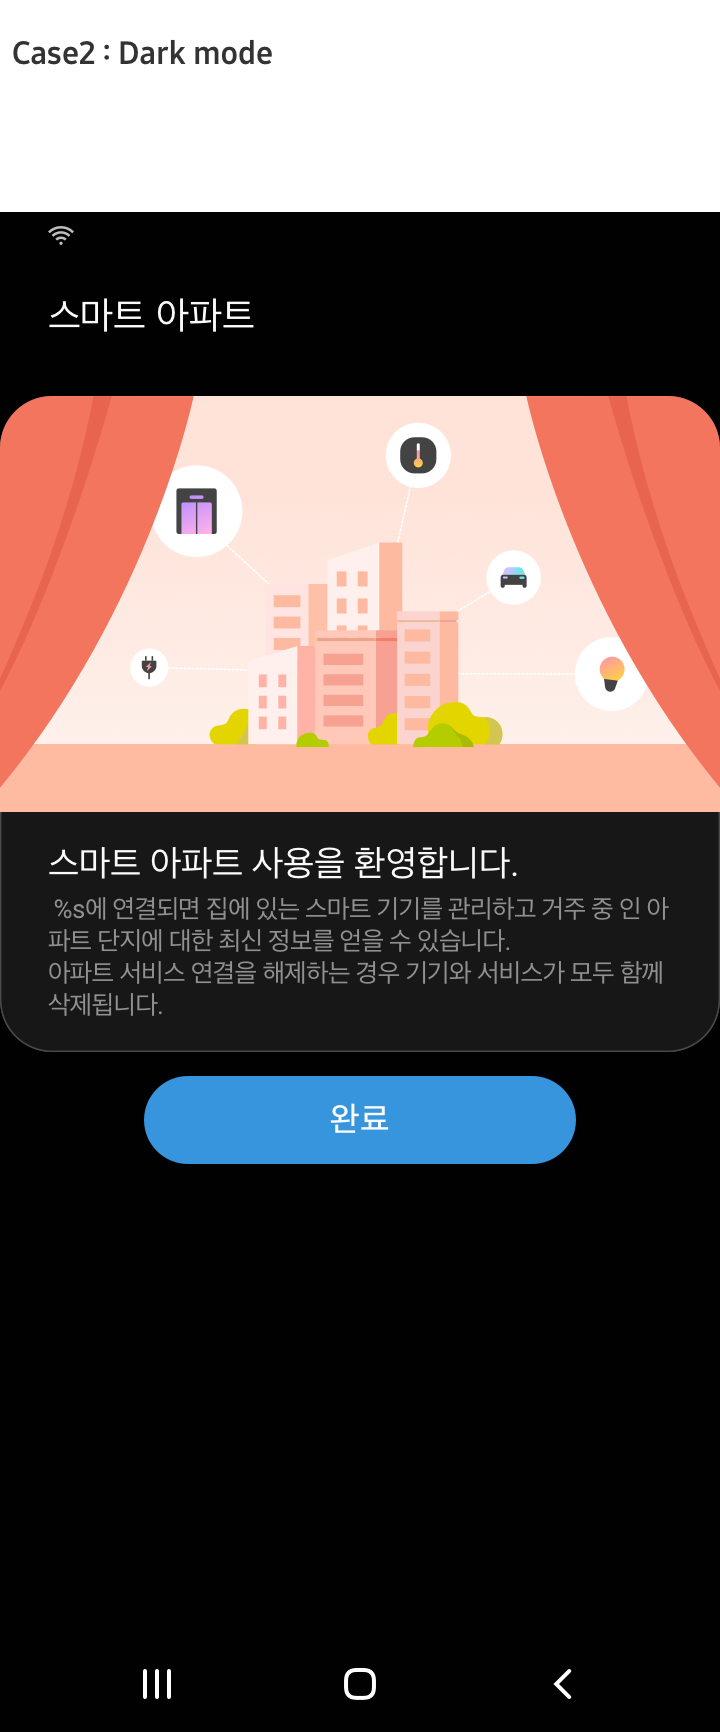 Case2 : Dark mode
스마트 아파트
스마트 아파트 사용을 환영합니다.
%s에 연결되면 집에 있는 스마트 기기를 관리하고 거주 중 인 아
파트 단지에 대한 최신 정보를 얻을 수 있습니다.
아파트 서비스 연결을 해제하는 경우 기기와 서비스가 모두 함께
삭제됩니다.
완료